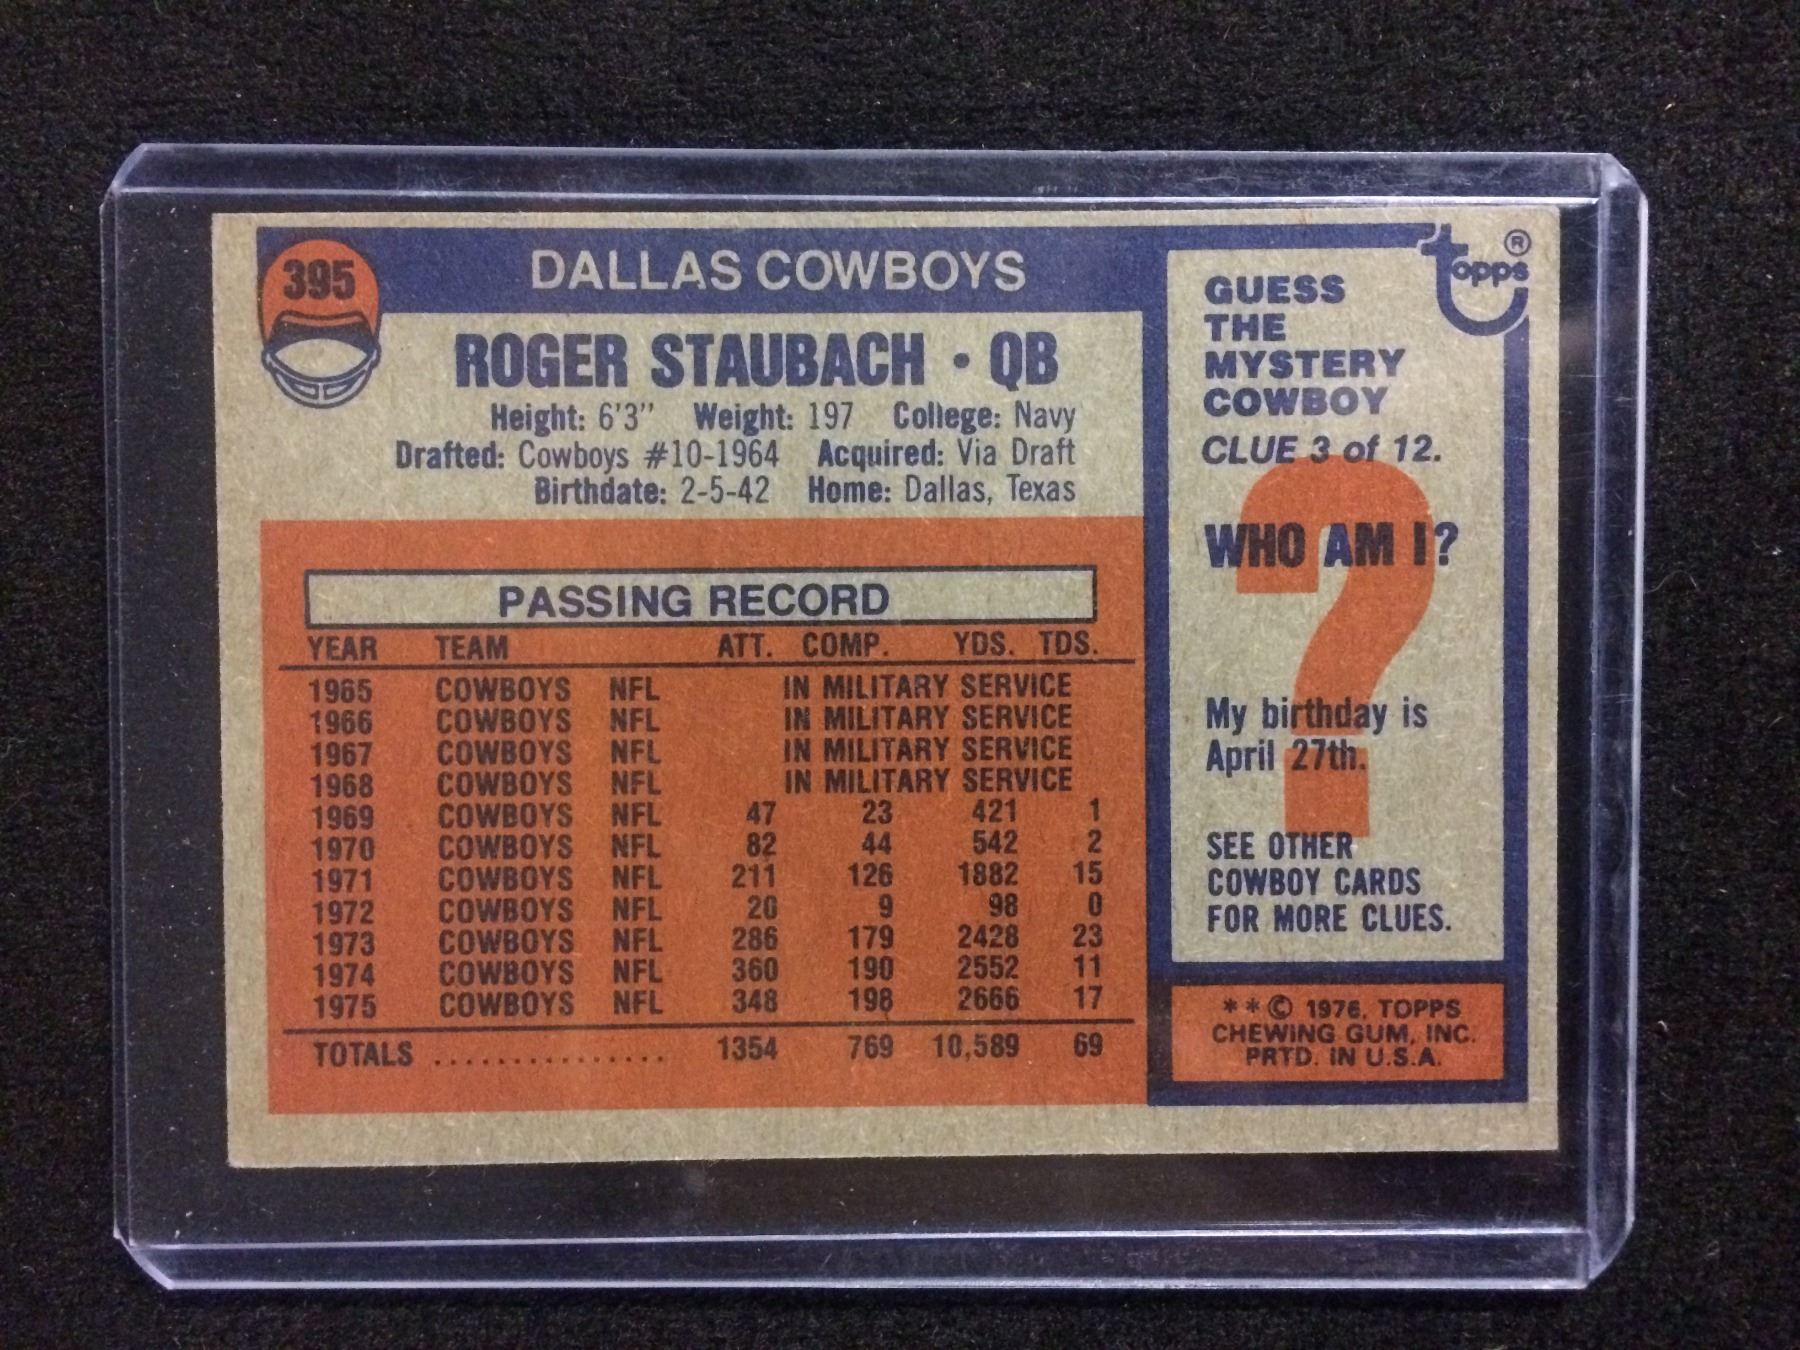 395
DALLAS COWBOYS
ROGER STAUBACH • QB
Height: 6'3" Weight: 197 College: Navy
Drafted: Cowboys #10-1964 Acquired: Via Draft
Birthdate: 2-5-42 Home: Dallas, Texas
PASSING RECORD
YEAR TEAM ATT. COMP. YDS. TDS.
1965 COWBOYS NFL IN MILITARY SERVICE
1966 COWBOYS NFL IN MILITARY SERVICE
1967 COWBOYS NFL IN MILITARY SERVICE
1968 COWBOYS NFL IN MILITARY SERVICE
1969 COWBOYS NFL 47 23 421 1
1970 COWBOYS NFL 82 44 542 2
1971 COWBOYS NFL 211 126 1882 15
1972 COWBOYS NFL 20 9 98 0
1973 COWBOYS NFL 286 179 2428 23
1974 COWBOYS NFL 360 190 2552 11
1975 COWBOYS NFL 348 198 2666 17
TOTALS ................ 1354 769 10,589 69
topps ®
GUESS
THE
MYSTERY
COWBOY
CLUE 3 of 12.
?
WHO AM I?
My birthday is
April 27th.
SEE OTHER
COWBOY CARDS
FOR MORE CLUES.
**© 1976. TOPPS
CHEWING GUM, INC.
PRTD. IN U.S.A.